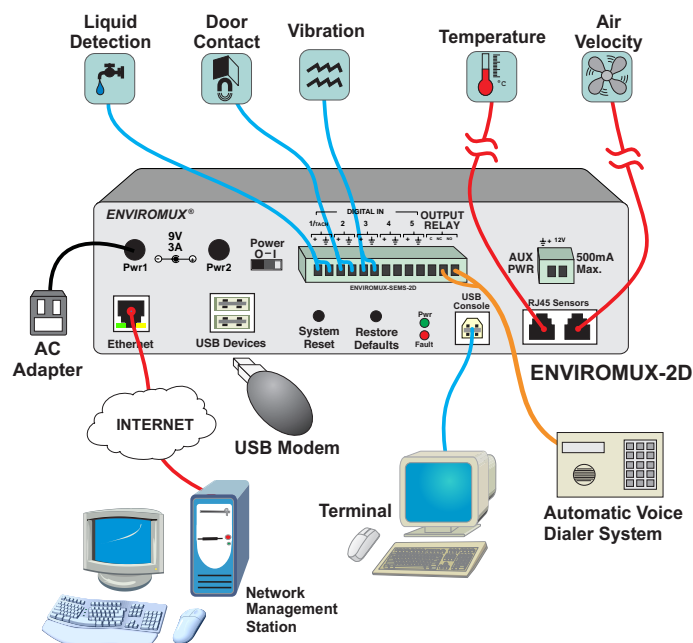 Liquid
Detection
Door
Contact
Vibration
Temperature
Air
Velocity
°C
ENVIROMUX®
DIGITAL IN
1/TACH 2 3 4 5
OUTPUT
RELAY
+ ⏚ + ⏚ + ⏚ + ⏚ + ⏚ C NC NO
9V
3A
Pwr1
Pwr2
Power
O–I
ENVIROMUX-SEMS-2D
⏚ + 12V
AUX
PWR
500mA
Max.
Ethernet
USB Devices
System
Reset
Restore
Defaults
Pwr
Fault
USB
Console
RJ45 Sensors
AC
Adapter
ENVIROMUX-2D
INTERNET
USB Modem
Terminal
Automatic Voice
Dialer System
Network
Management
Station